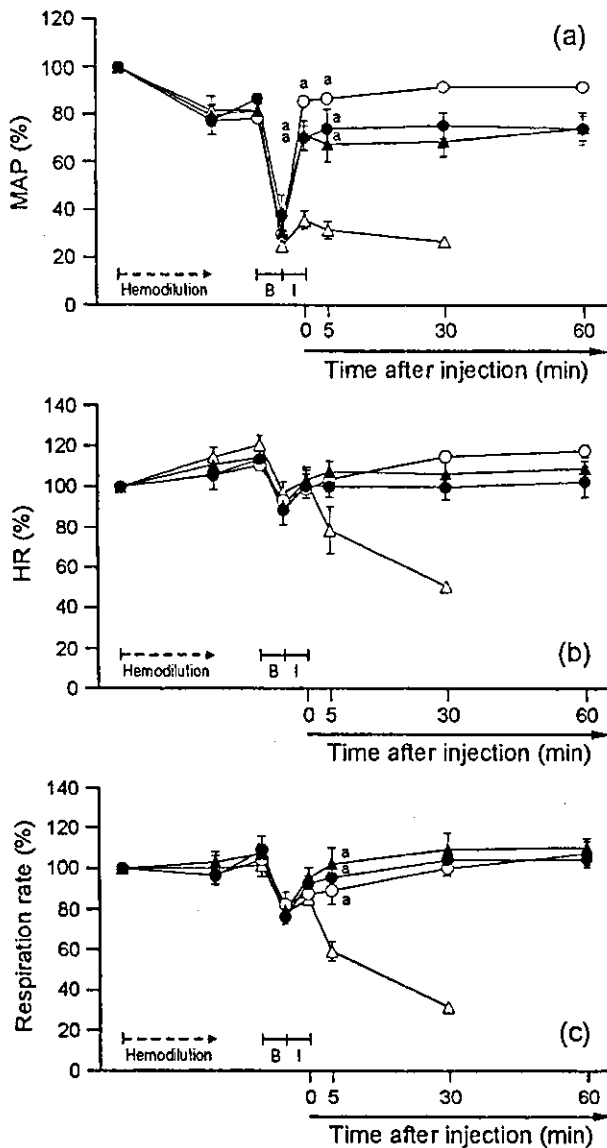 (a)
MAP (%)
120
100
80
60
40
20
0
a a
a a
a a
Hemodilution
B I
0 5 30 60
Time after injection (min)
(b)
HR (%)
140
120
100
80
60
40
20
0
Hemodilution
B I
0 5 30 60
Time after injection (min)
(c)
Respiration rate (%)
140
120
100
80
60
40
20
0
a
a
a
Hemodilution
B I
0 5 30 60
Time after injection (min)